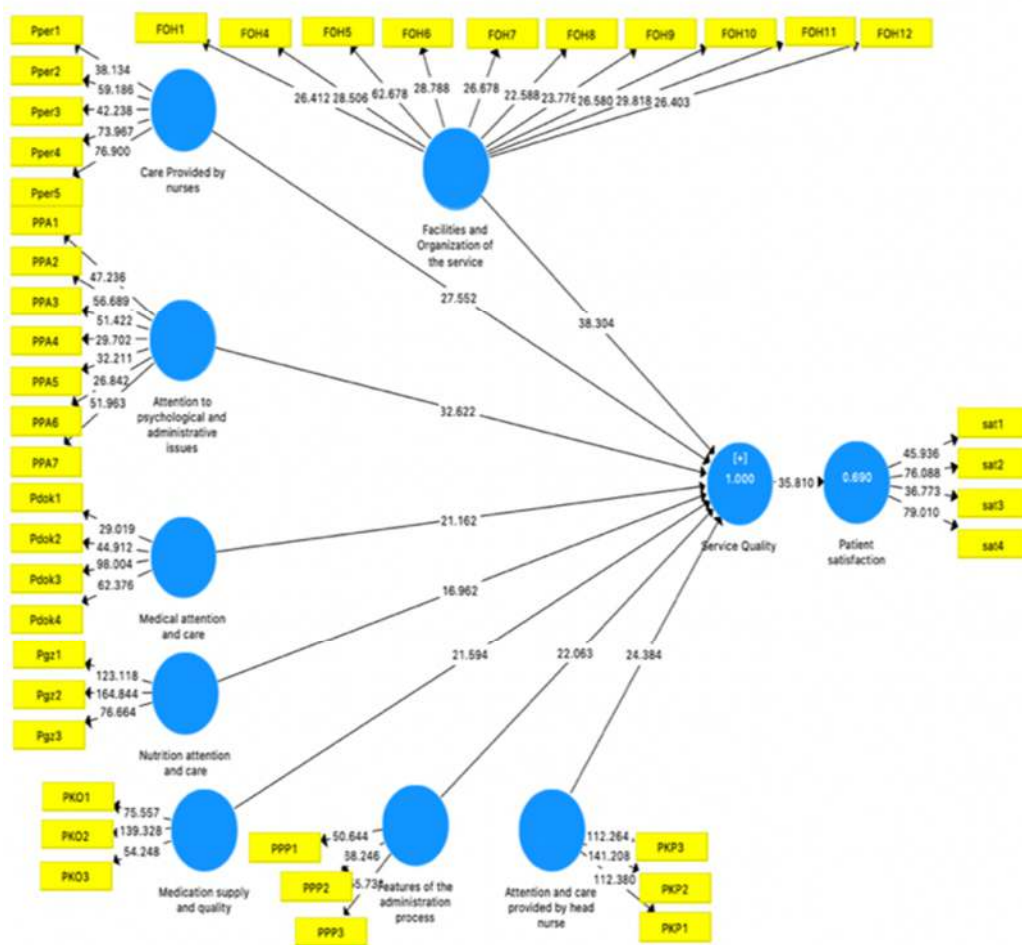 Pper1
Pper2
Pper3
Pper4
Pper5
38.134
59.186
42.238
73.967
76.900
Care Provided by
nurses
FOH1
FOH4
FOH5
FOH6
FOH7
FOH8
FOH9
FOH10
FOH11
FOH12
26.412
28.506
62.678
28.788
26.678
22.588
23.776
26.580
29.818
26.403
Facilities and
Organization of
the service
PPA1
PPA2
PPA3
PPA4
PPA5
PPA6
PPA7
47.236
56.689
51.422
29.702
32.211
26.842
51.963
Attention to
psychological and
administrative
issues
27.552
38.304
32.622
Pdok1
Pdok2
Pdok3
Pdok4
29.019
44.912
98.004
62.376
Medical attention
and care
21.162
[+]
1.000
Service Quality
35.810
0.690
Patient
satisfaction
45.936
76.088
36.773
79.010
sat1
sat2
sat3
sat4
Pgz1
Pgz2
Pgz3
123.118
164.844
76.664
Nutrition attention
and care
16.962
21.594
22.063
24.384
PKO1
PKO2
PKO3
75.557
139.328
54.248
Medication supply
and quality
PPP1
PPP2
PPP3
50.644
Features of the
administration
process
112.264
141.208
112.380
PKP3
PKP2
PKP1
Attention and care
provided by head
nurse